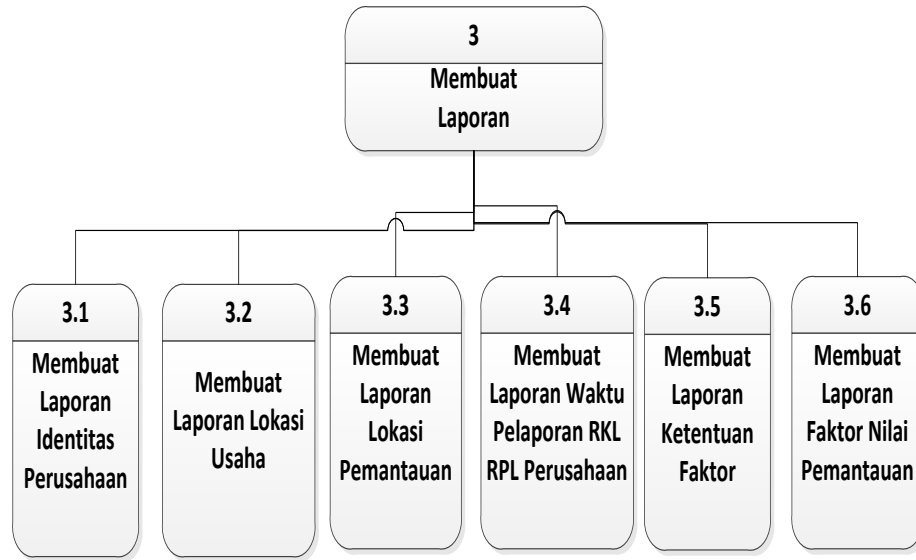 3
Membuat
Laporan
3.1
Membuat
Laporan
Identitas
Perusahaan
3.2
Membuat
Laporan Lokasi
Usaha
3.3
Membuat
Laporan
Lokasi
Pemantauan
3.4
Membuat
Laporan Waktu
Pelaporan RKL
RPL Perusahaan
3.5
Membuat
Laporan
Ketentuan
Faktor
3.6
Membuat
Laporan
Faktor Nilai
Pemantauan